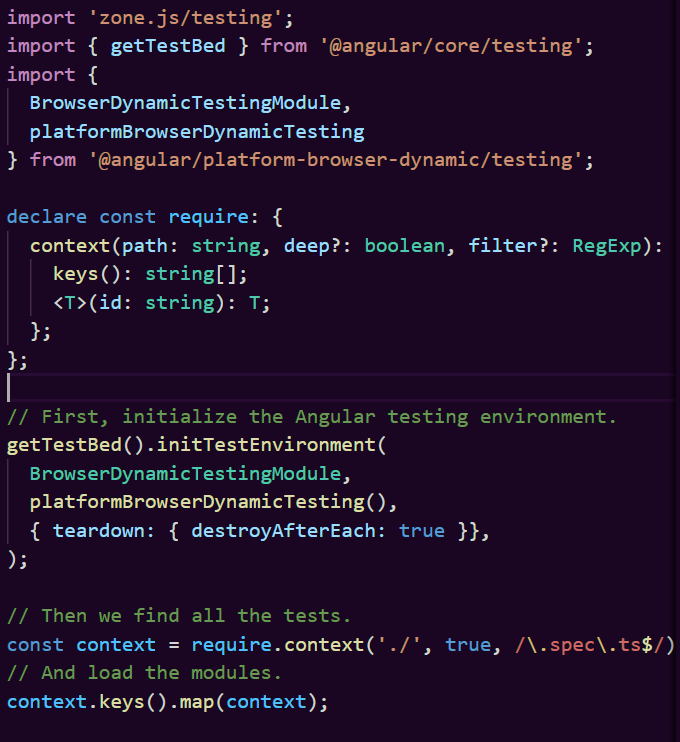 import 'zone.js/testing';
import { getTestBed } from '@angular/core/testing';
import {
  BrowserDynamicTestingModule,
  platformBrowserDynamicTesting
} from '@angular/platform-browser-dynamic/testing';
declare const require: {
  context(path: string, deep?: boolean, filter?: RegExp):
    keys(): string[];
    <T>(id: string): T;
  };
};
// First, initialize the Angular testing environment.
getTestBed().initTestEnvironment(
  BrowserDynamicTestingModule,
  platformBrowserDynamicTesting(),
  { teardown: { destroyAfterEach: true }},
);
// Then we find all the tests.
const context = require.context('./', true, /\.spec\.ts$/)
// And load the modules.
context.keys().map(context);